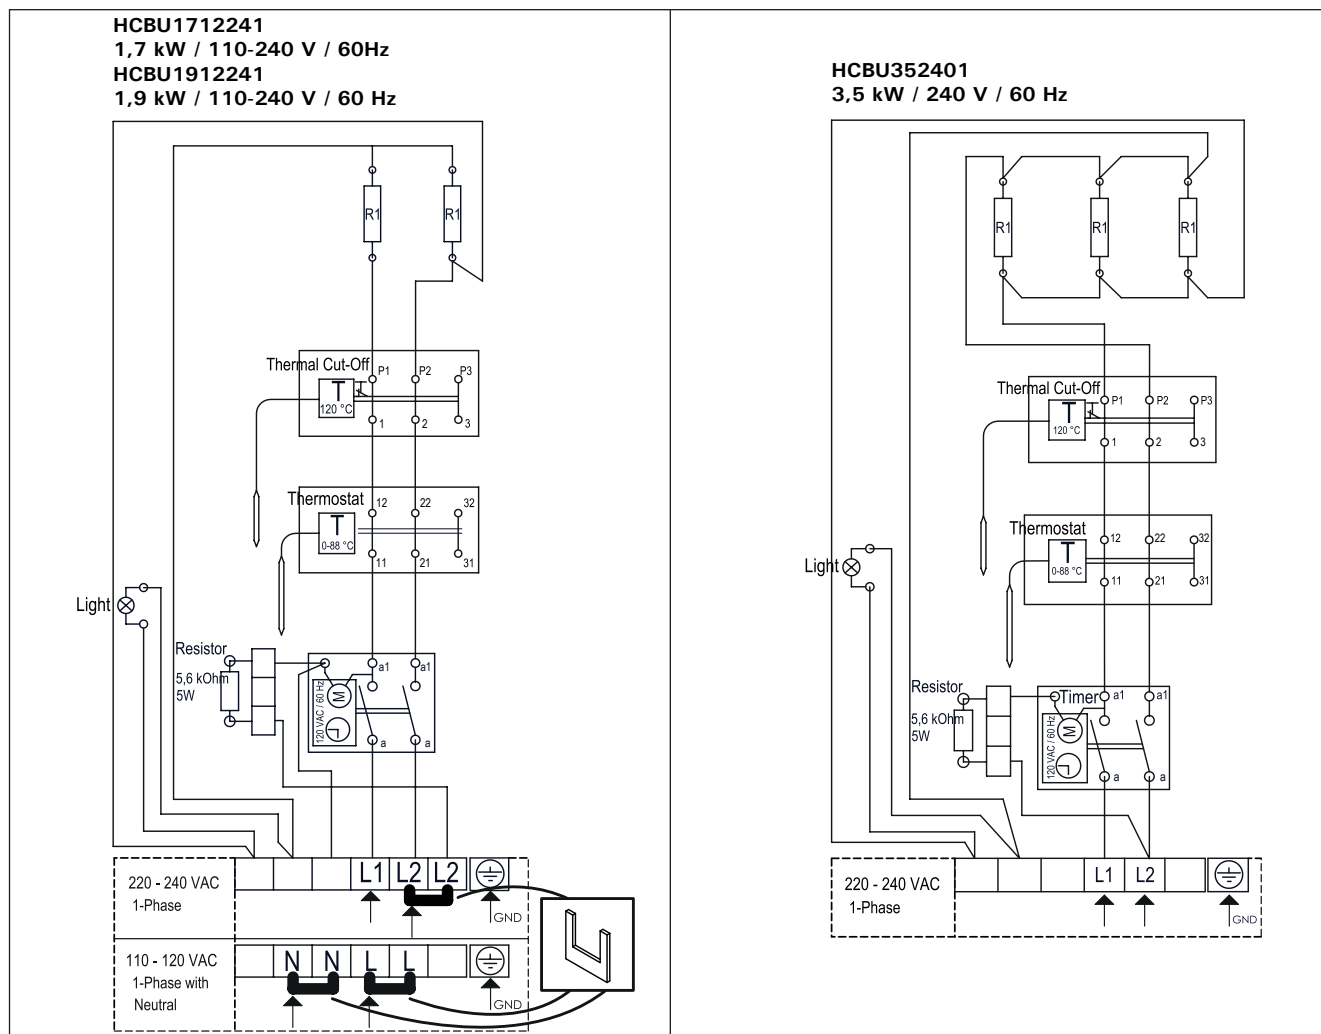 HCBU1712241
1,7 kW / 110-240 V / 60Hz
HCBU1912241
1,9 kW / 110-240 V / 60 Hz
R1
R1
Thermal Cut-Off
P1
P2
P3
T
120 °C
1
2
3
Thermostat
12
22
32
T
0-88 °C
11
21
31
Light
Resistor
5,6 kOhm
5W
a1
a1
120 VAC / 60 Hz
M
a
a
220 - 240 VAC
1-Phase
L1
L2
L2
GND
110 - 120 VAC
1-Phase with
Neutral
N
N
L
L
GND
HCBU352401
3,5 kW / 240 V / 60 Hz
R1
R1
R1
Thermal Cut-Off
P1
P2
P3
T
120 °C
1
2
3
Thermostat
12
22
32
T
0-88 °C
11
21
31
Light
Resistor
5,6 kOhm
5W
Timer
a1
a1
120 VAC / 60 Hz
M
a
a
220 - 240 VAC
1-Phase
L1
L2
GND